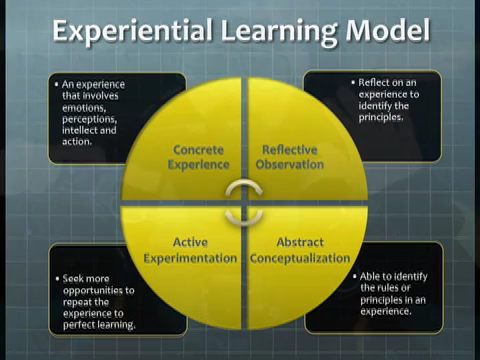 Experiential Learning Model
• An experience
that involves
emotions,
perceptions,
intellect and
action.
• Reflect on an
experience to
identify the
principles.
Concrete
Experience
Reflective
Observation
Active
Experimentation
Abstract
Conceptualization
• Seek more
opportunities to
repeat the
experience to
perfect learning.
• Able to identify
the rules or
principles in an
experience.